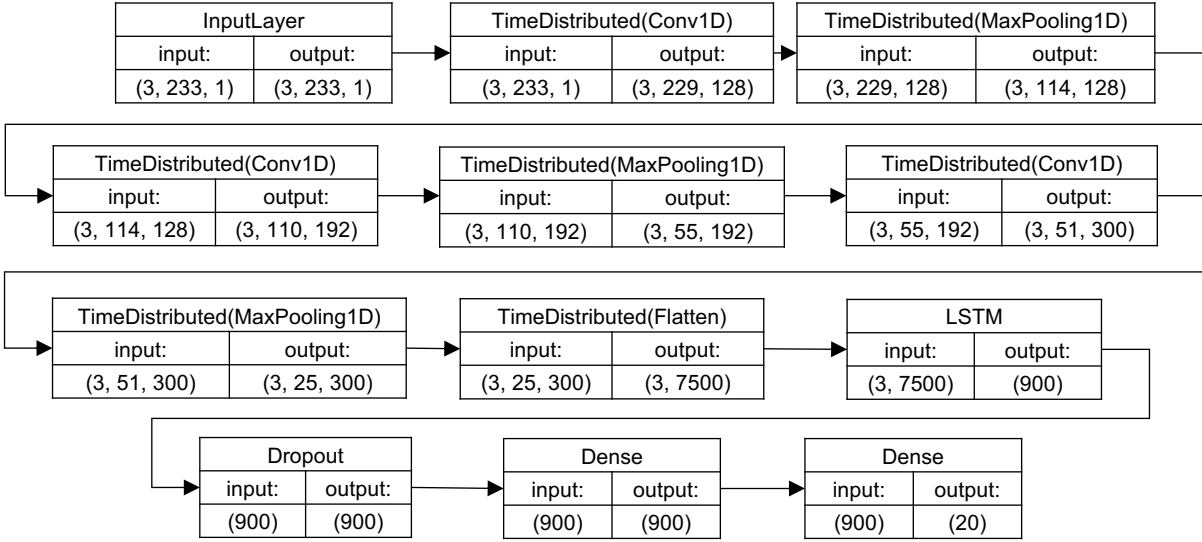 InputLayer
input: output:
(3, 233, 1) (3, 233, 1)
TimeDistributed(Conv1D)
input: output:
(3, 233, 1) (3, 229, 128)
TimeDistributed(MaxPooling1D)
input: output:
(3, 229, 128) (3, 114, 128)
TimeDistributed(Conv1D)
input: output:
(3, 114, 128) (3, 110, 192)
TimeDistributed(MaxPooling1D)
input: output:
(3, 110, 192) (3, 55, 192)
TimeDistributed(Conv1D)
input: output:
(3, 55, 192) (3, 51, 300)
TimeDistributed(MaxPooling1D)
input: output:
(3, 51, 300) (3, 25, 300)
TimeDistributed(Flatten)
input: output:
(3, 25, 300) (3, 7500)
LSTM
input: output:
(3, 7500) (900)
Dropout
input: output:
(900) (900)
Dense
input: output:
(900) (900)
Dense
input: output:
(900) (20)